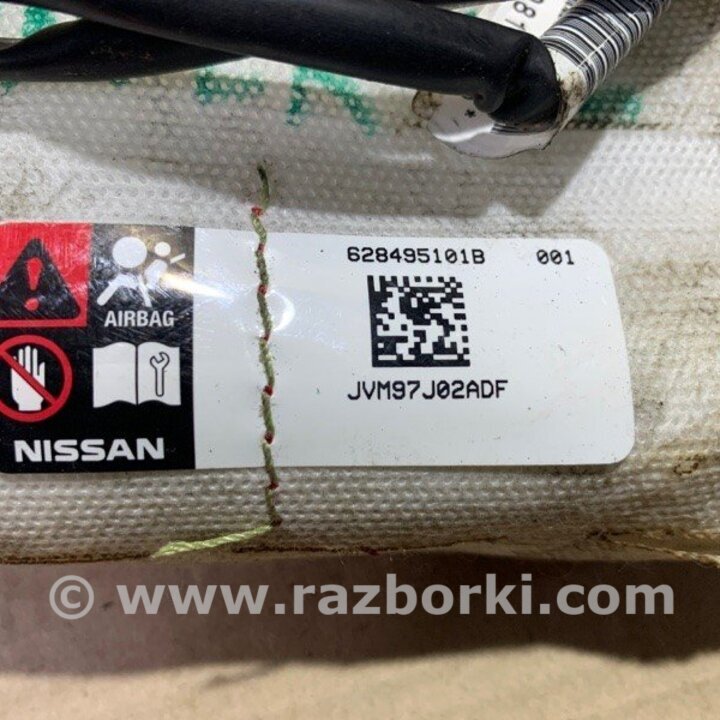 628495101B 001
AIRBAG
JVM97J02ADF
NISSAN
© www.razborki.com